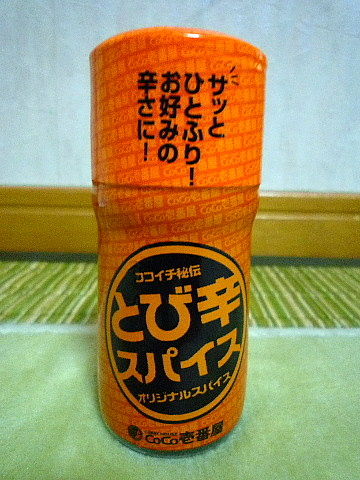 サッと
ひとふり!
お好みの
辛さに!
ココイチ秘伝
とび辛
スパイス
オリジナルスパイス
CoCo壱番屋